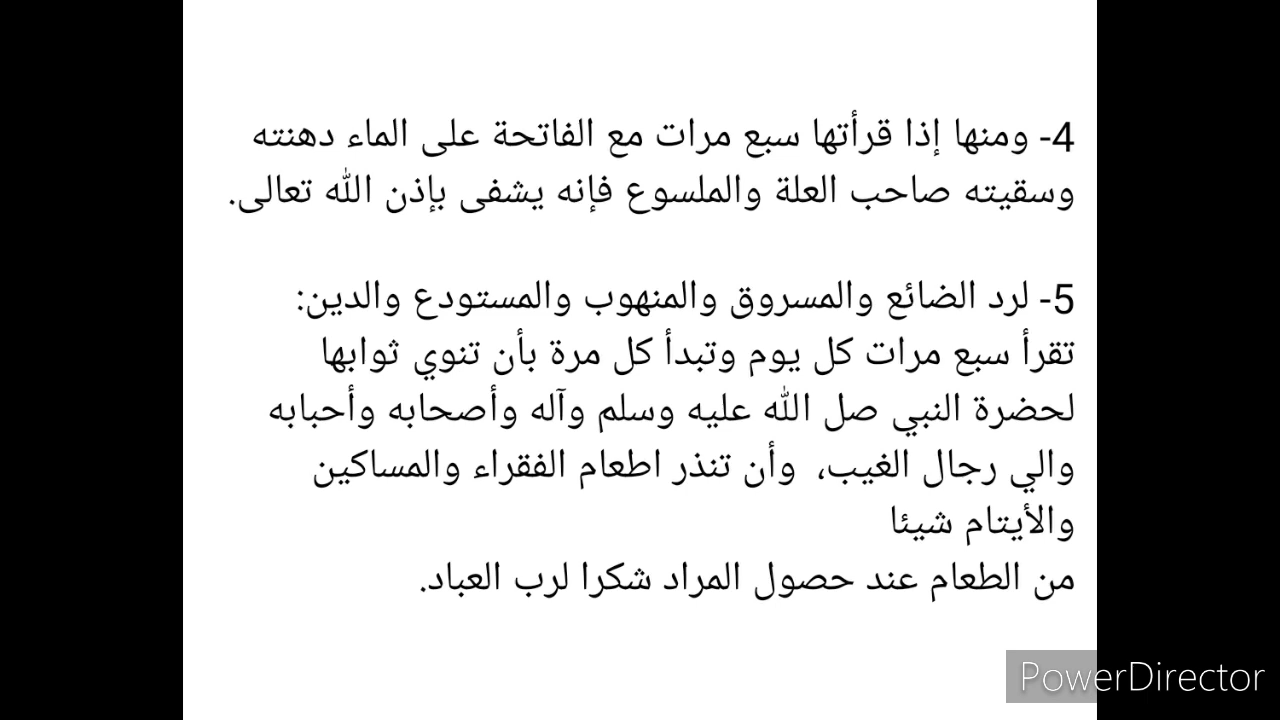 4- ومنها إذا قرأتها سبع مرات مع الفاتحة على الماء دهنته
وسقيته صاحب العلة والملسوع فإنه يشفى بإذن الله تعالى.
5- لرد الضائع والمسروق والمنهوب والمستودع والدين:
تقرأ سبع مرات كل يوم وتبدأ كل مرة بأن تنوي ثوابها
لحضرة النبي صل الله عليه وسلم وآله وأصحابه وأحبابه
والي رجال الغيب، وأن تنذر اطعام الفقراء والمساكين
والأيتام شيئا
من الطعام عند حصول المراد شكرا لرب العباد.
PowerDirector